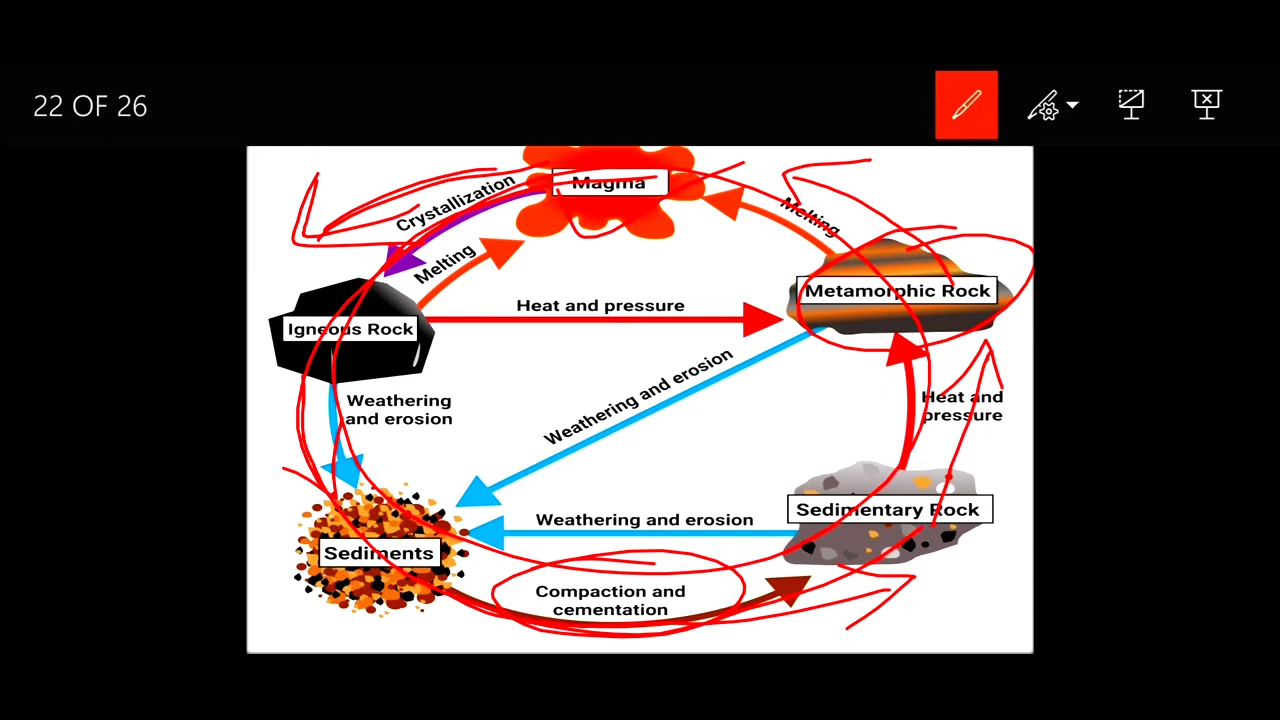 22 OF 26
Magma
Crystallization
Melting
Melting
Metamorphic Rock
Heat and pressure
Igneous Rock
Weathering and erosion
Weathering
and erosion
Heat and
pressure
Sedimentary Rock
Weathering and erosion
Sediments
Compaction and
cementation